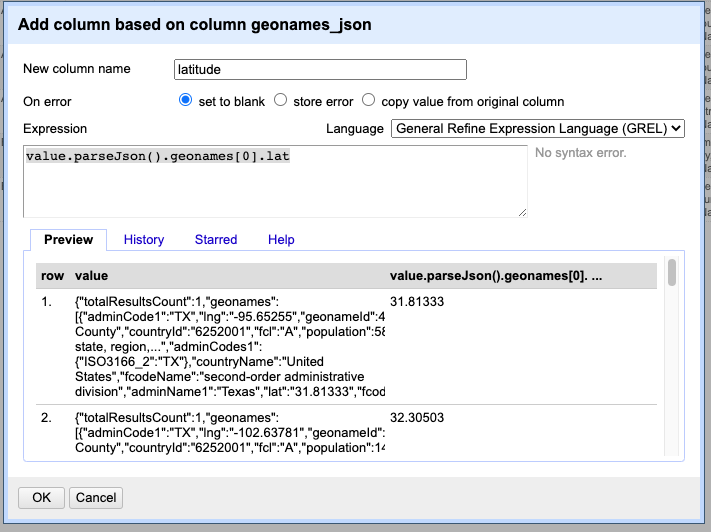 Add column based on column geonames_json
New column name latitude
On error set to blank store error copy value from original column
Expression Language General Refine Expression Language (GREL)
value.parseJson().geonames[0].lat No syntax error.
Preview History Starred Help
row value value.parseJson().geonames[0]. ...
1. {"totalResultsCount":1,"geonames": 31.81333
[{"adminCode1":"TX","lng":"-95.65255","geonameId":4
County","countryId":"6252001","fcl":"A","population":58
state, region,...","adminCodes1":
{"ISO3166_2":"TX"},"countryName":"United
States","fcodeName":"second-order administrative
division","adminName1":"Texas","lat":"31.81333","fcod
2. {"totalResultsCount":1,"geonames": 32.30503
[{"adminCode1":"TX","lng":"-102.63781","geonameId":
County","countryId":"6252001","fcl":"A","population":14
OK Cancel